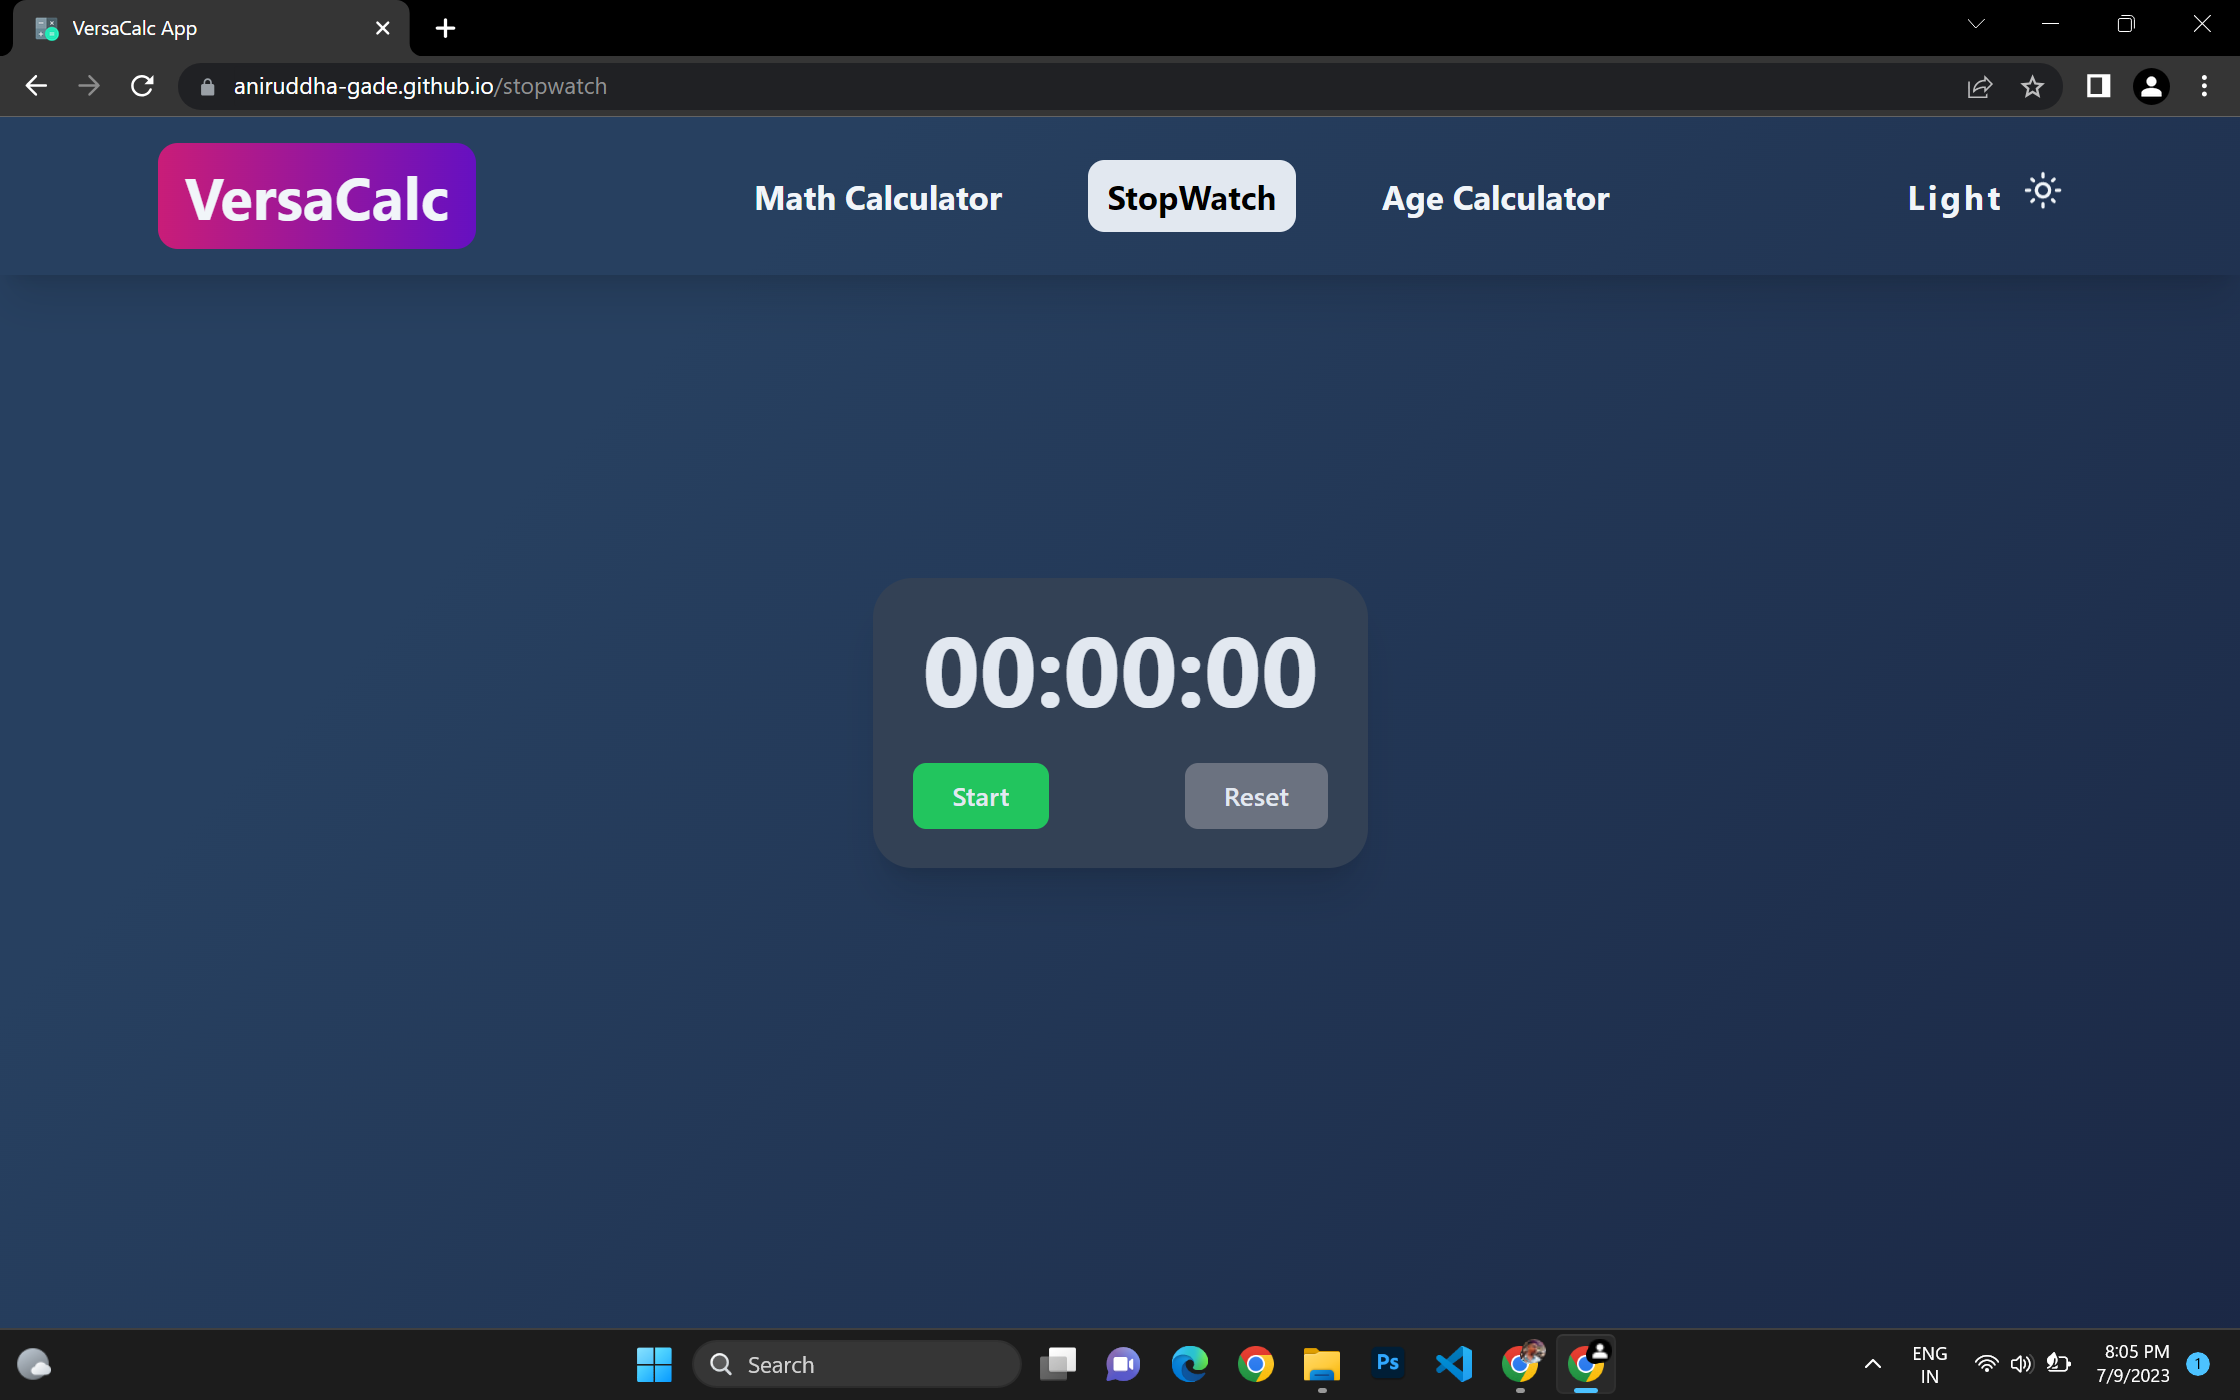 VersaCalc App
aniruddha-gade.github.io/stopwatch
VersaCalc
Math Calculator
StopWatch
Age Calculator
Light
00:00:00
Start
Reset
Search
Ps
ENG
IN
8:05 PM
7/9/2023
1